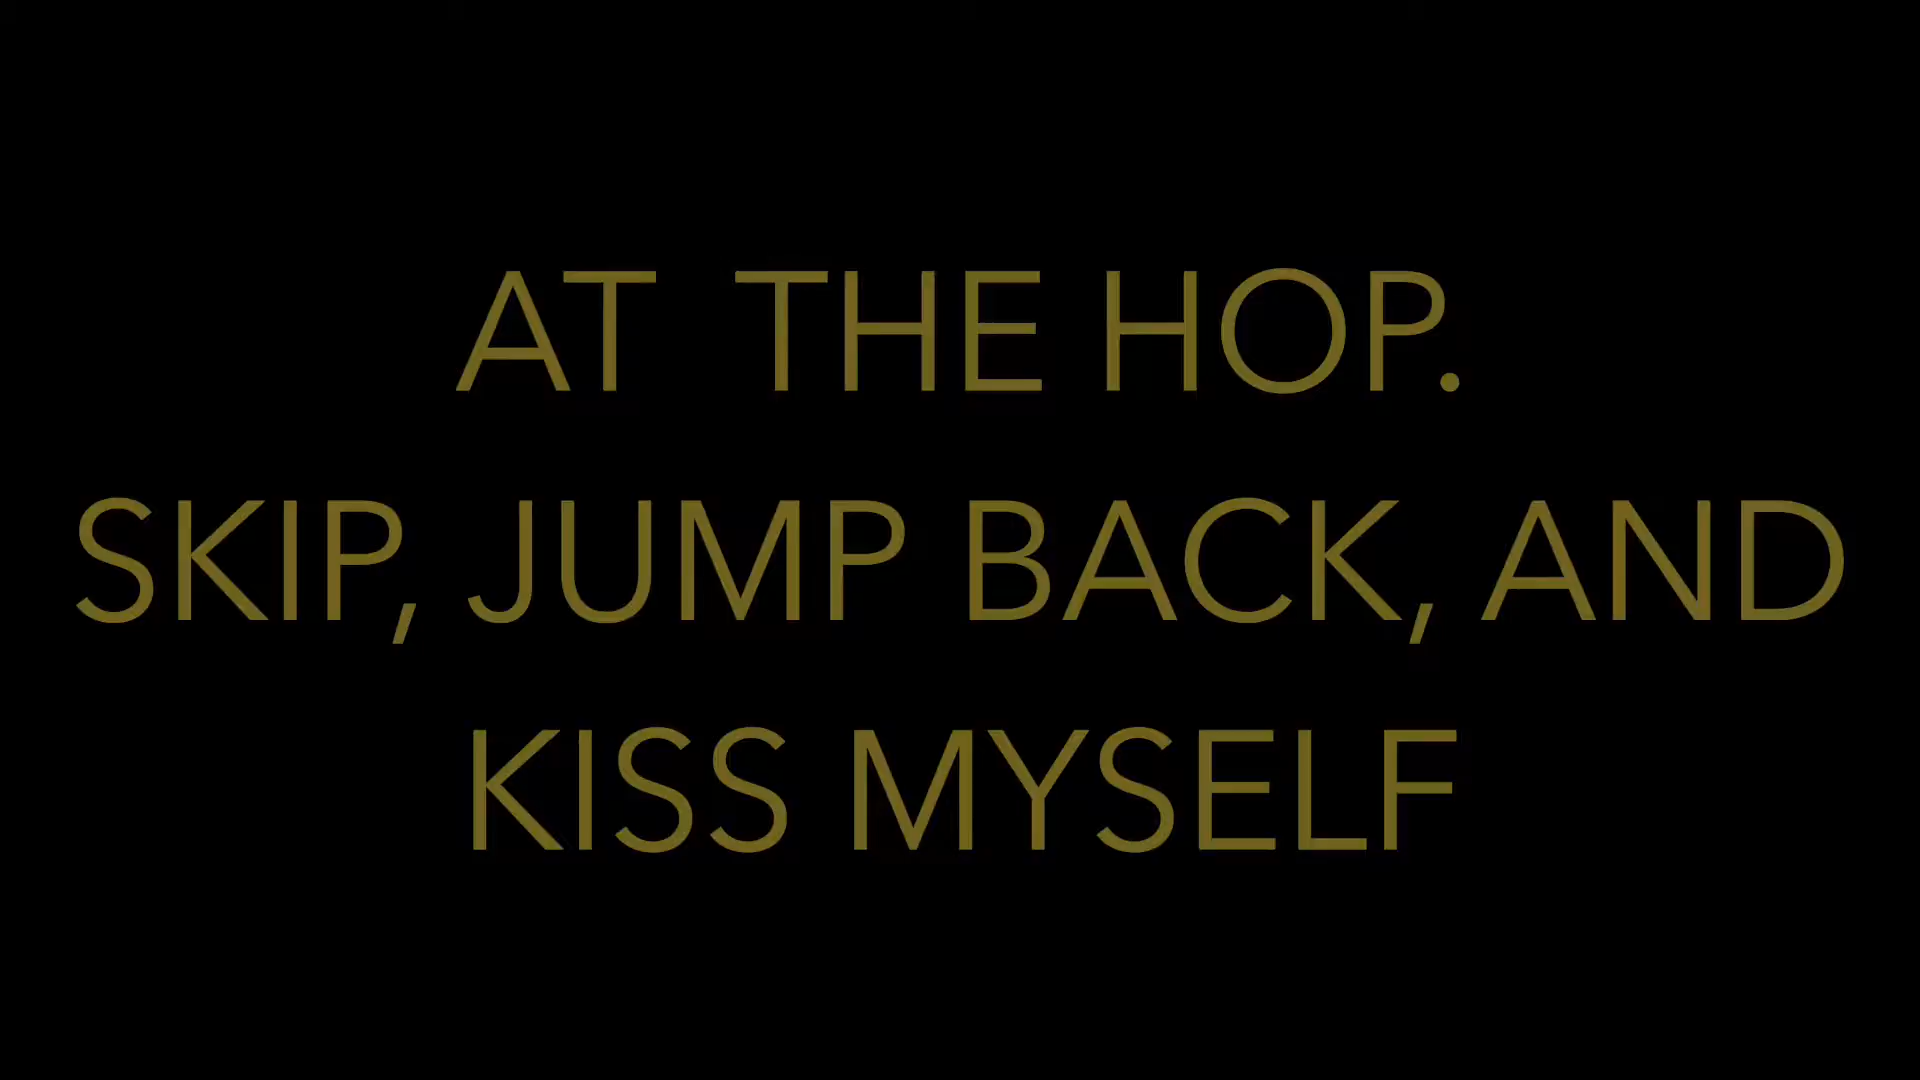 AT  THE HOP.
SKIP, JUMP BACK, AND
KISS MYSELF